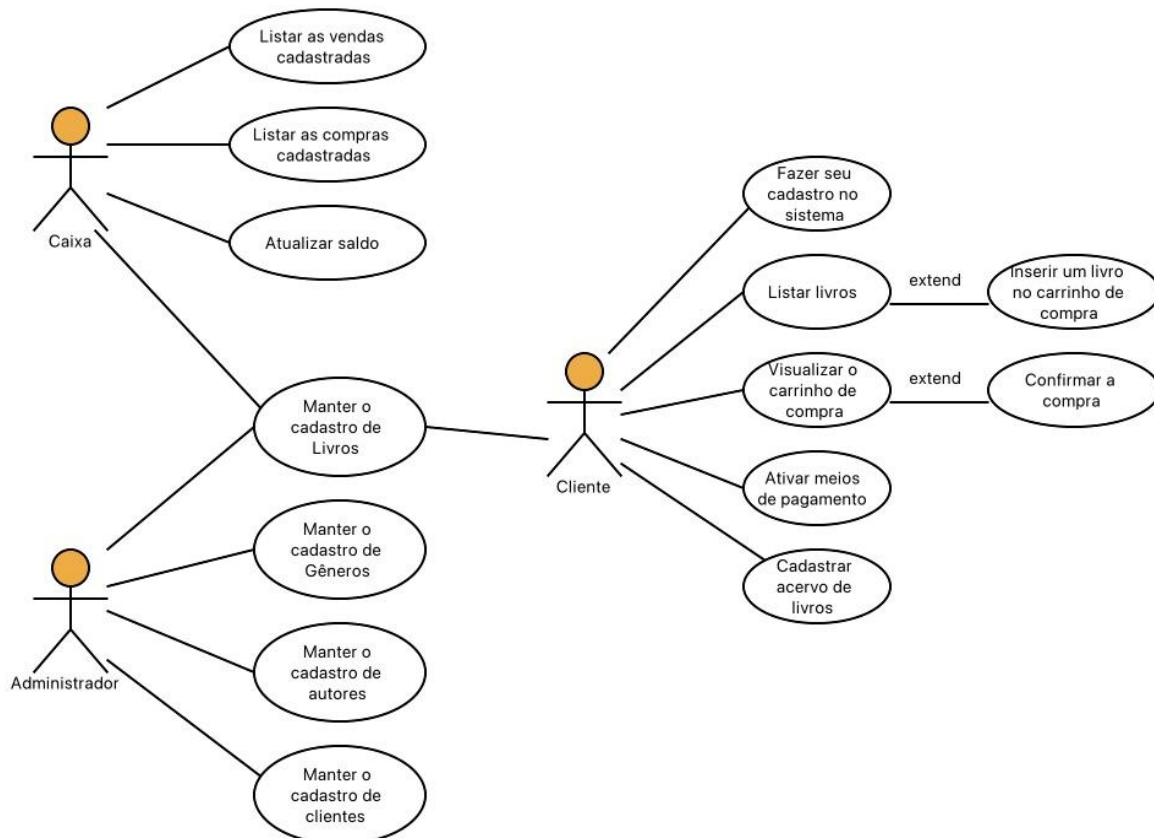 Listar as vendas
cadastradas
Listar as compras
cadastradas
Atualizar saldo
Caixa
Manter o
cadastro de
Livros
Manter o
cadastro de
Gêneros
Manter o
cadastro de
autores
Manter o
cadastro de
clientes
Administrador
Fazer seu
cadastro no
sistema
Listar livros
extend
Inserir um livro
no carrinho de
compra
Visualizar o
carrinho de
compra
extend
Confirmar a
compra
Cliente
Ativar meios
de pagamento
Cadastrar
acervo de
livros